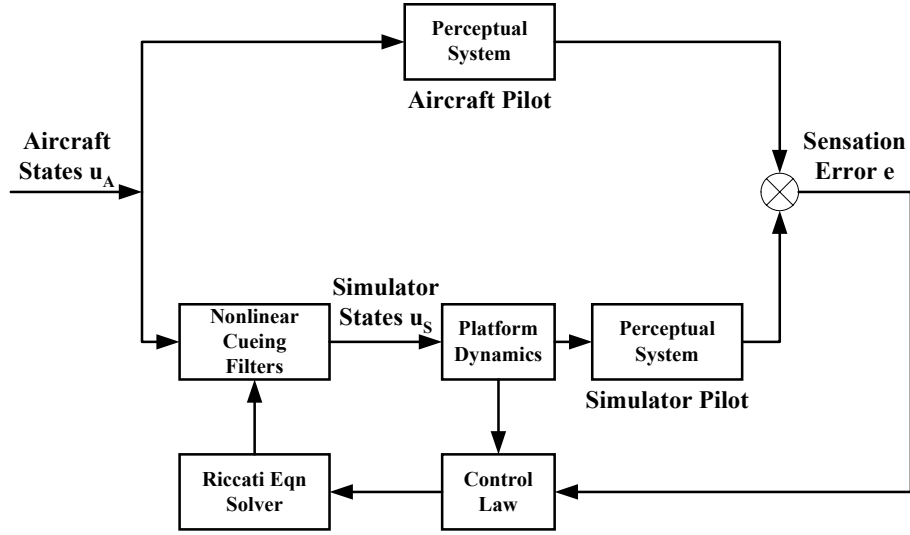 Perceptual
System
Aircraft Pilot
Aircraft
States u_A
Sensation
Error e
Simulator
States u_S
Nonlinear
Cueing
Filters
Platform
Dynamics
Perceptual
System
Simulator Pilot
Riccati Eqn
Solver
Control
Law